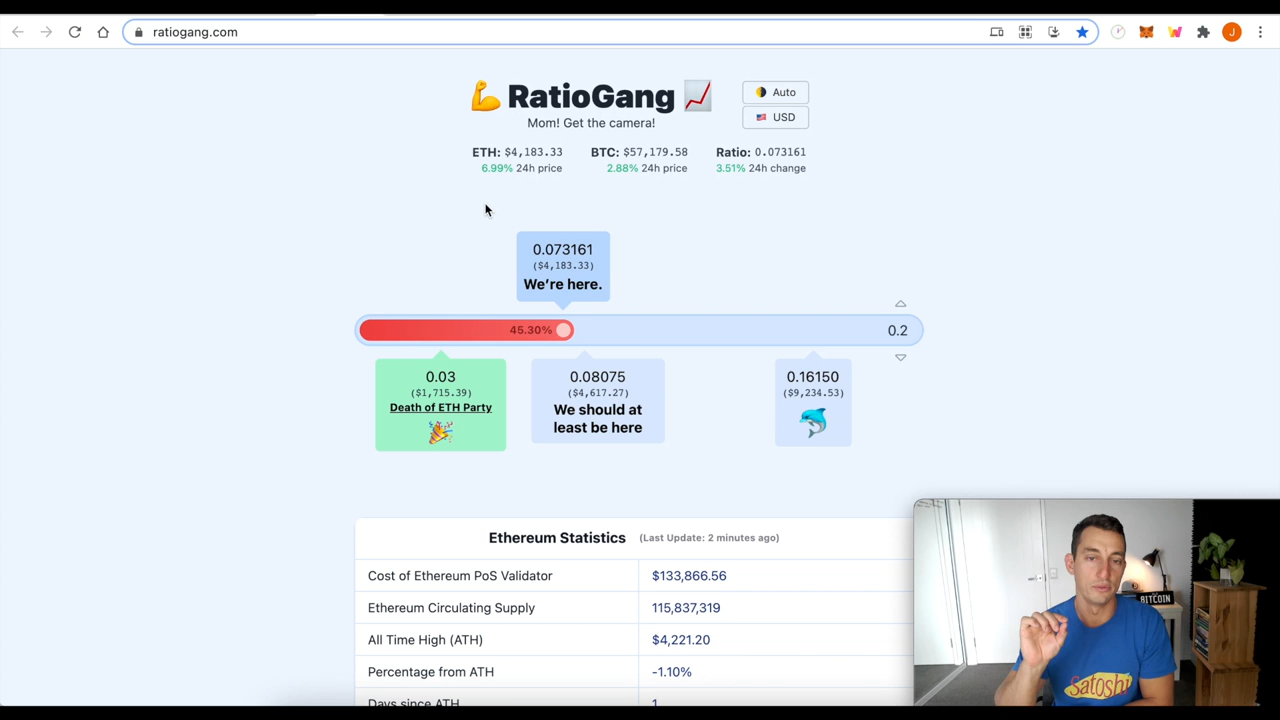 ratiogang.com
J
💪 RatioGang 📈
Mom! Get the camera!
Auto
USD
ETH: $4,183.33
6.99% 24h price
BTC: $57,179.58
2.88% 24h price
Ratio: 0.073161
3.51% 24h change
0.073161
($4,183.33)
We're here.
45.30%
0.2
0.03
($1,715.39)
Death of ETH Party
🎉
0.08075
($4,617.27)
We should at
least be here
0.16150
($9,234.53)
🐬
Ethereum Statistics (Last Update: 2 minutes ago)
Cost of Ethereum PoS Validator $133,866.56
Ethereum Circulating Supply 115,837,319
All Time High (ATH) $4,221.20
Percentage from ATH -1.10%
Days since ATH 1
BITCOIN
Satoshi